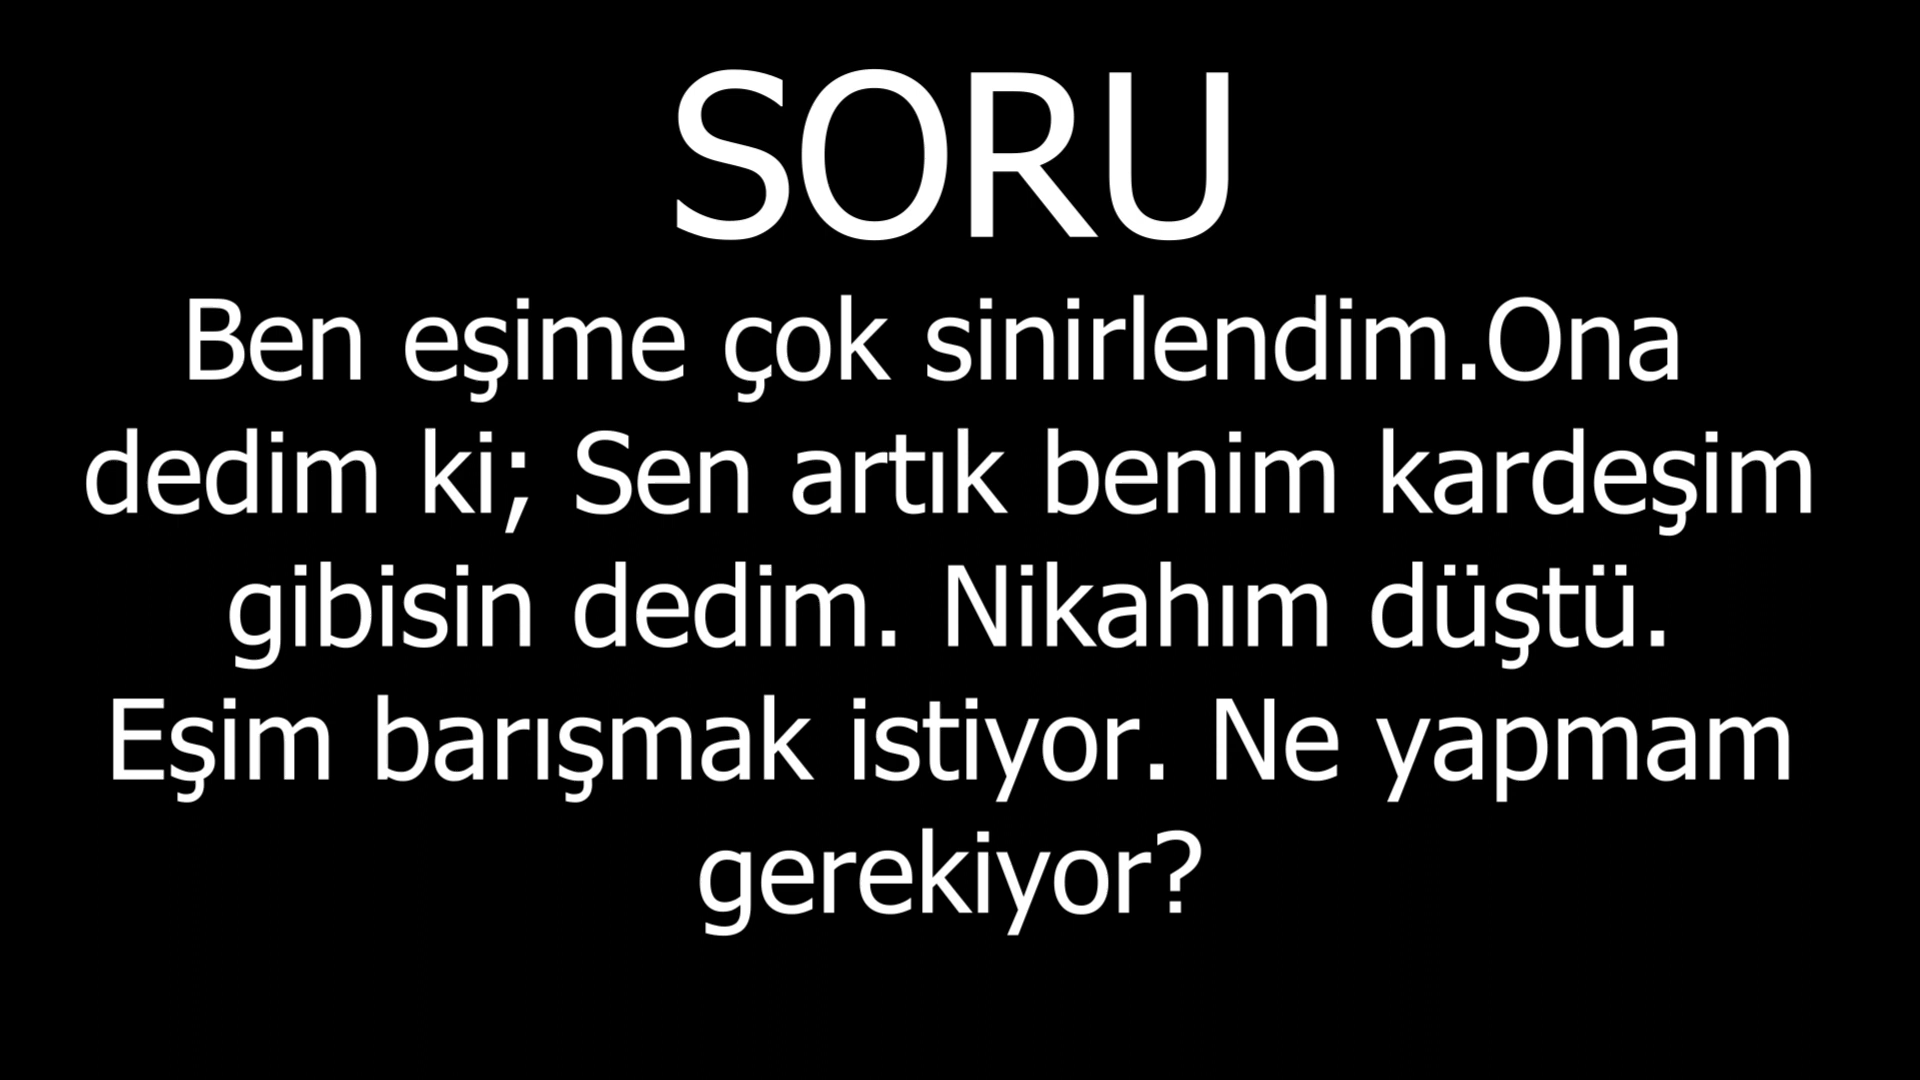 SORU
Ben eşime çok sinirlendim.Ona
dedim ki; Sen artık benim kardeşim
gibisin dedim. Nikahım düştü.
Eşim barışmak istiyor. Ne yapmam
gerekiyor?